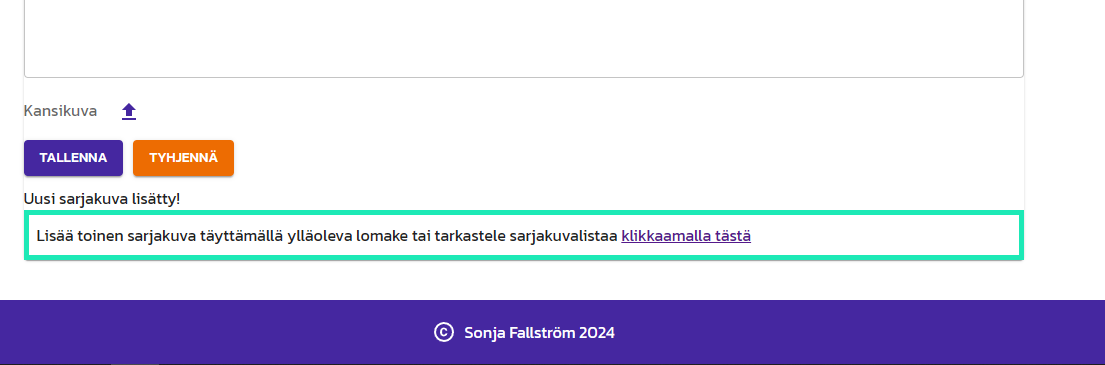 Kansikuva
TALLENNA TYHJENNÄ
Uusi sarjakuva lisätty!
Lisää toinen sarjakuva täyttämällä ylläoleva lomake tai tarkastele sarjakuvalistaa klikkaamalla tästä
© Sonja Fallström 2024